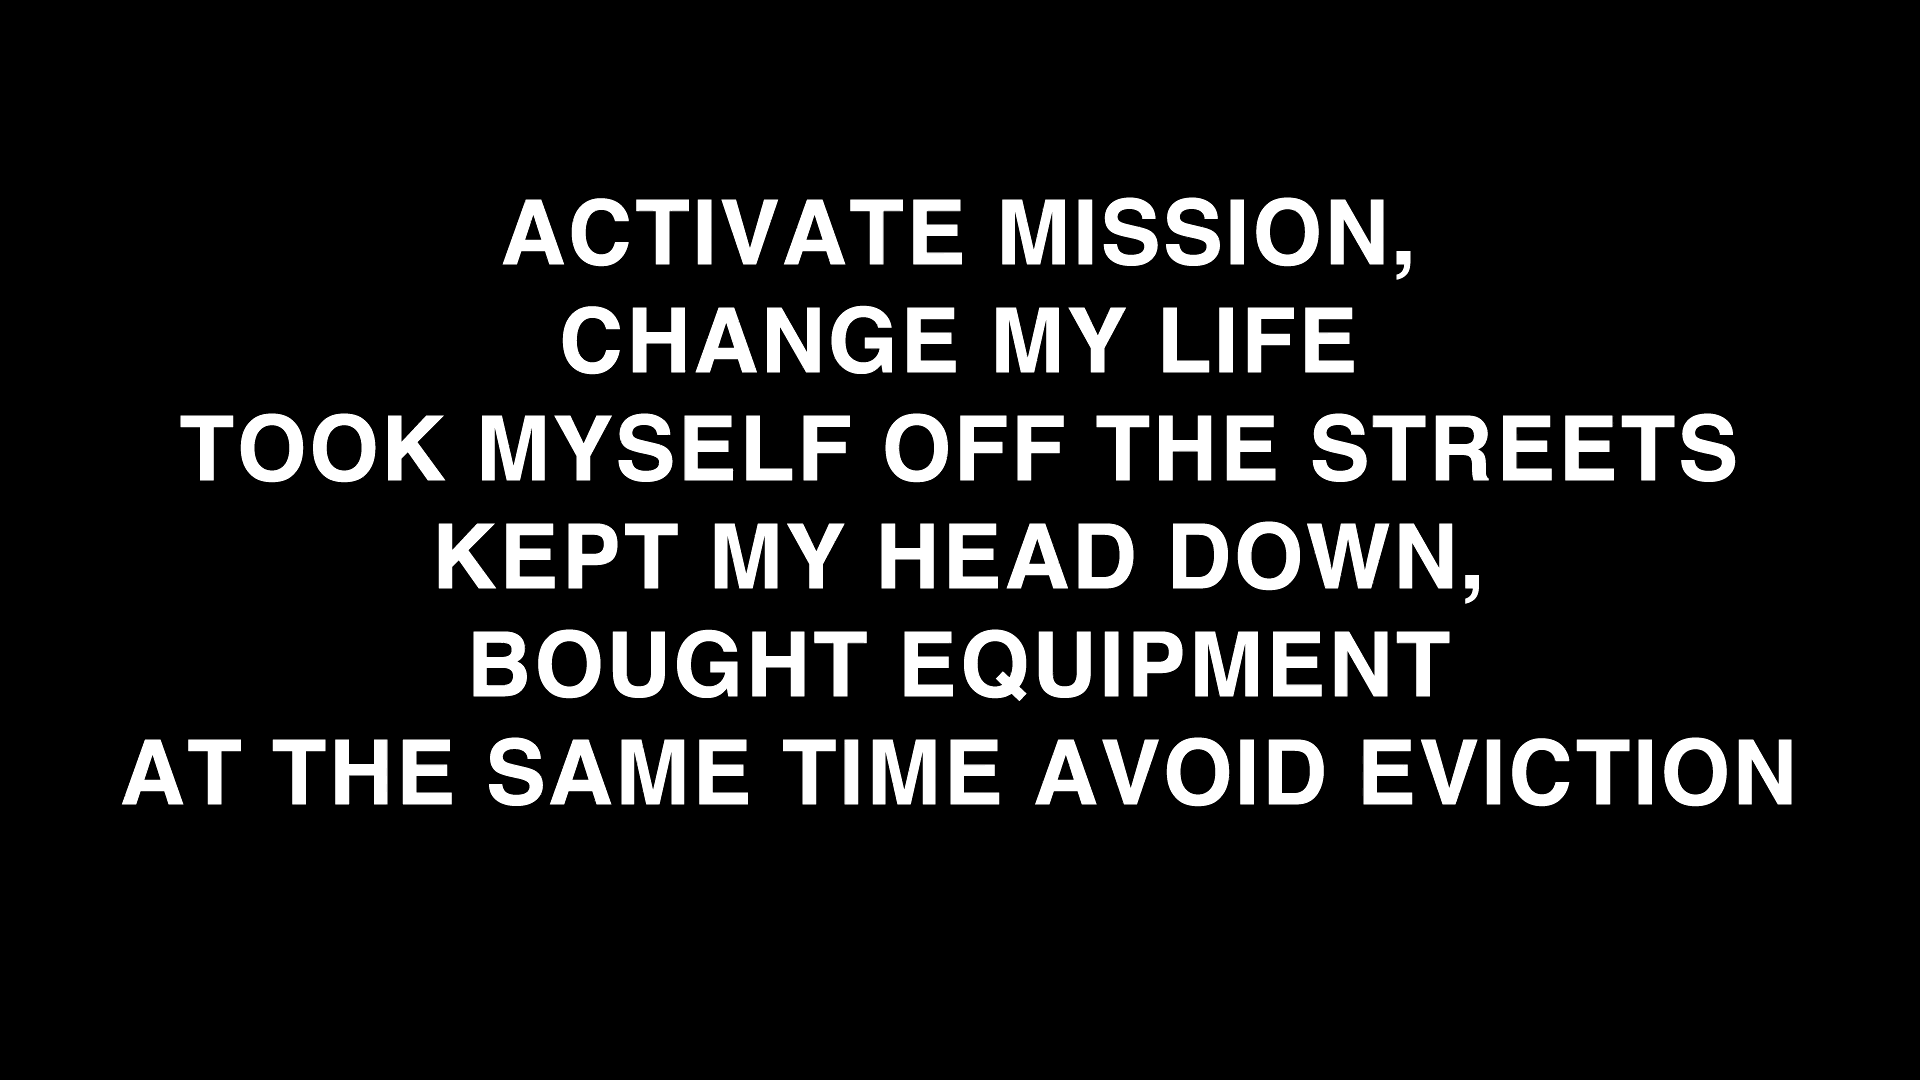 ACTIVATE MISSION,
CHANGE MY LIFE
TOOK MYSELF OFF THE STREETS
KEPT MY HEAD DOWN,
BOUGHT EQUIPMENT
AT THE SAME TIME AVOID EVICTION